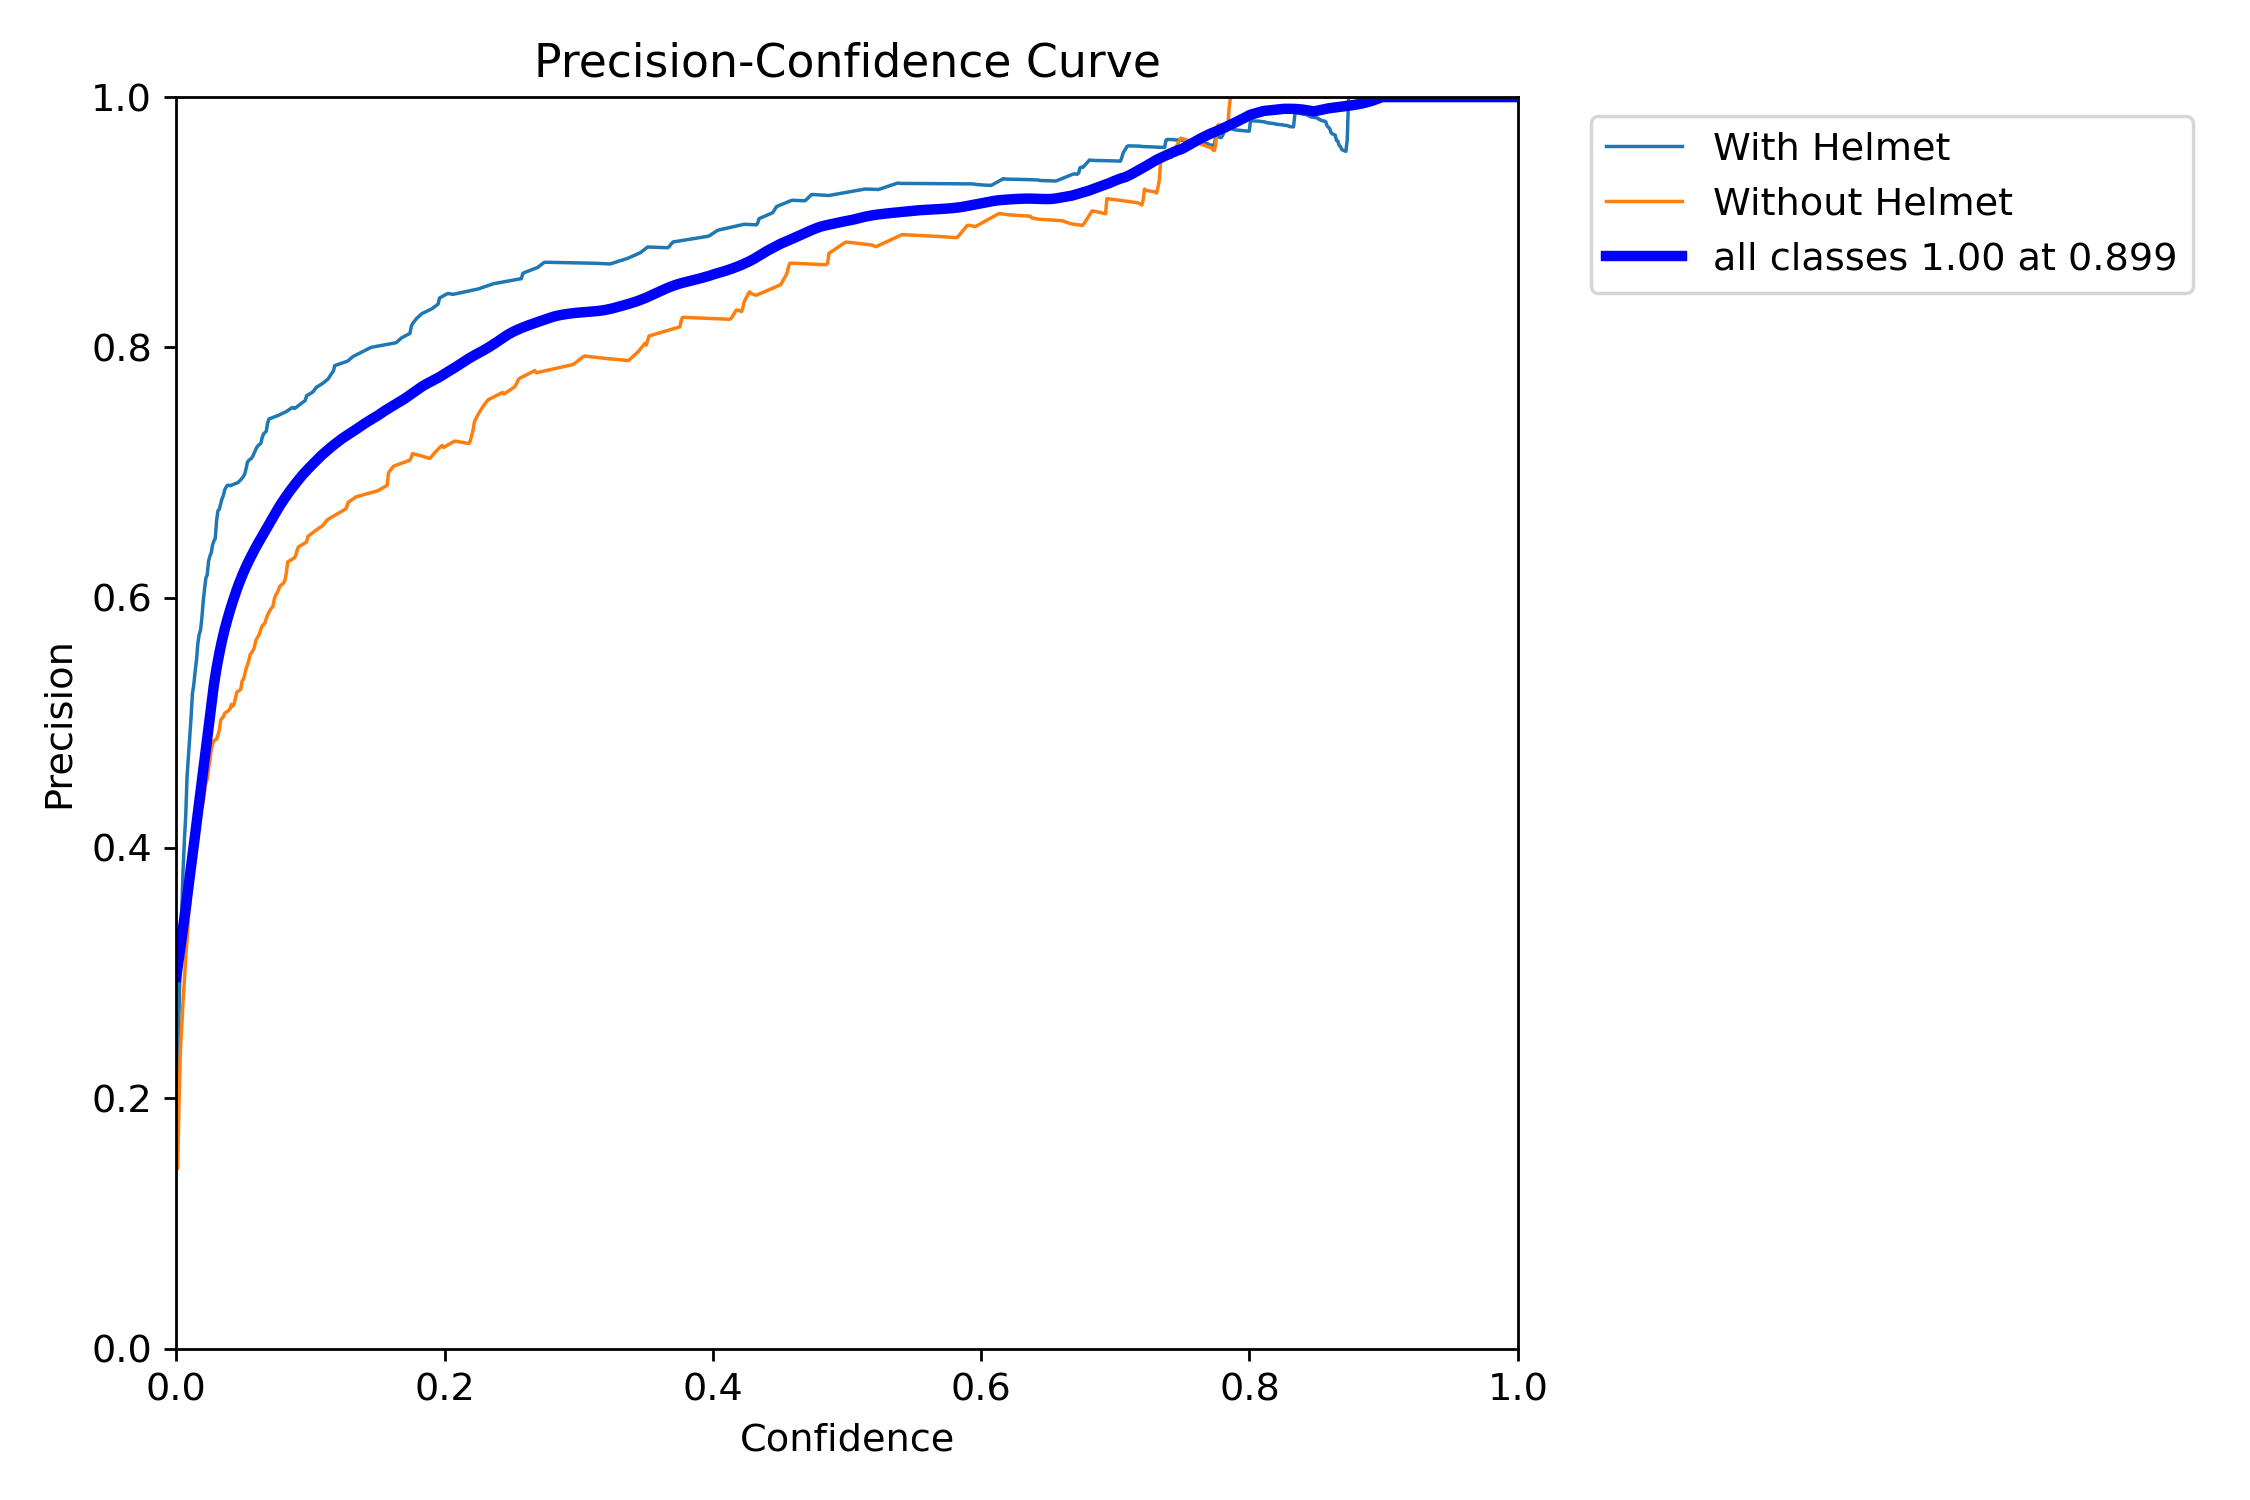 Precision-Confidence Curve
1.0
0.8
0.6
0.4
0.2
0.0
Precision
0.0 0.2 0.4 0.6 0.8 1.0
Confidence
With Helmet
Without Helmet
all classes 1.00 at 0.899